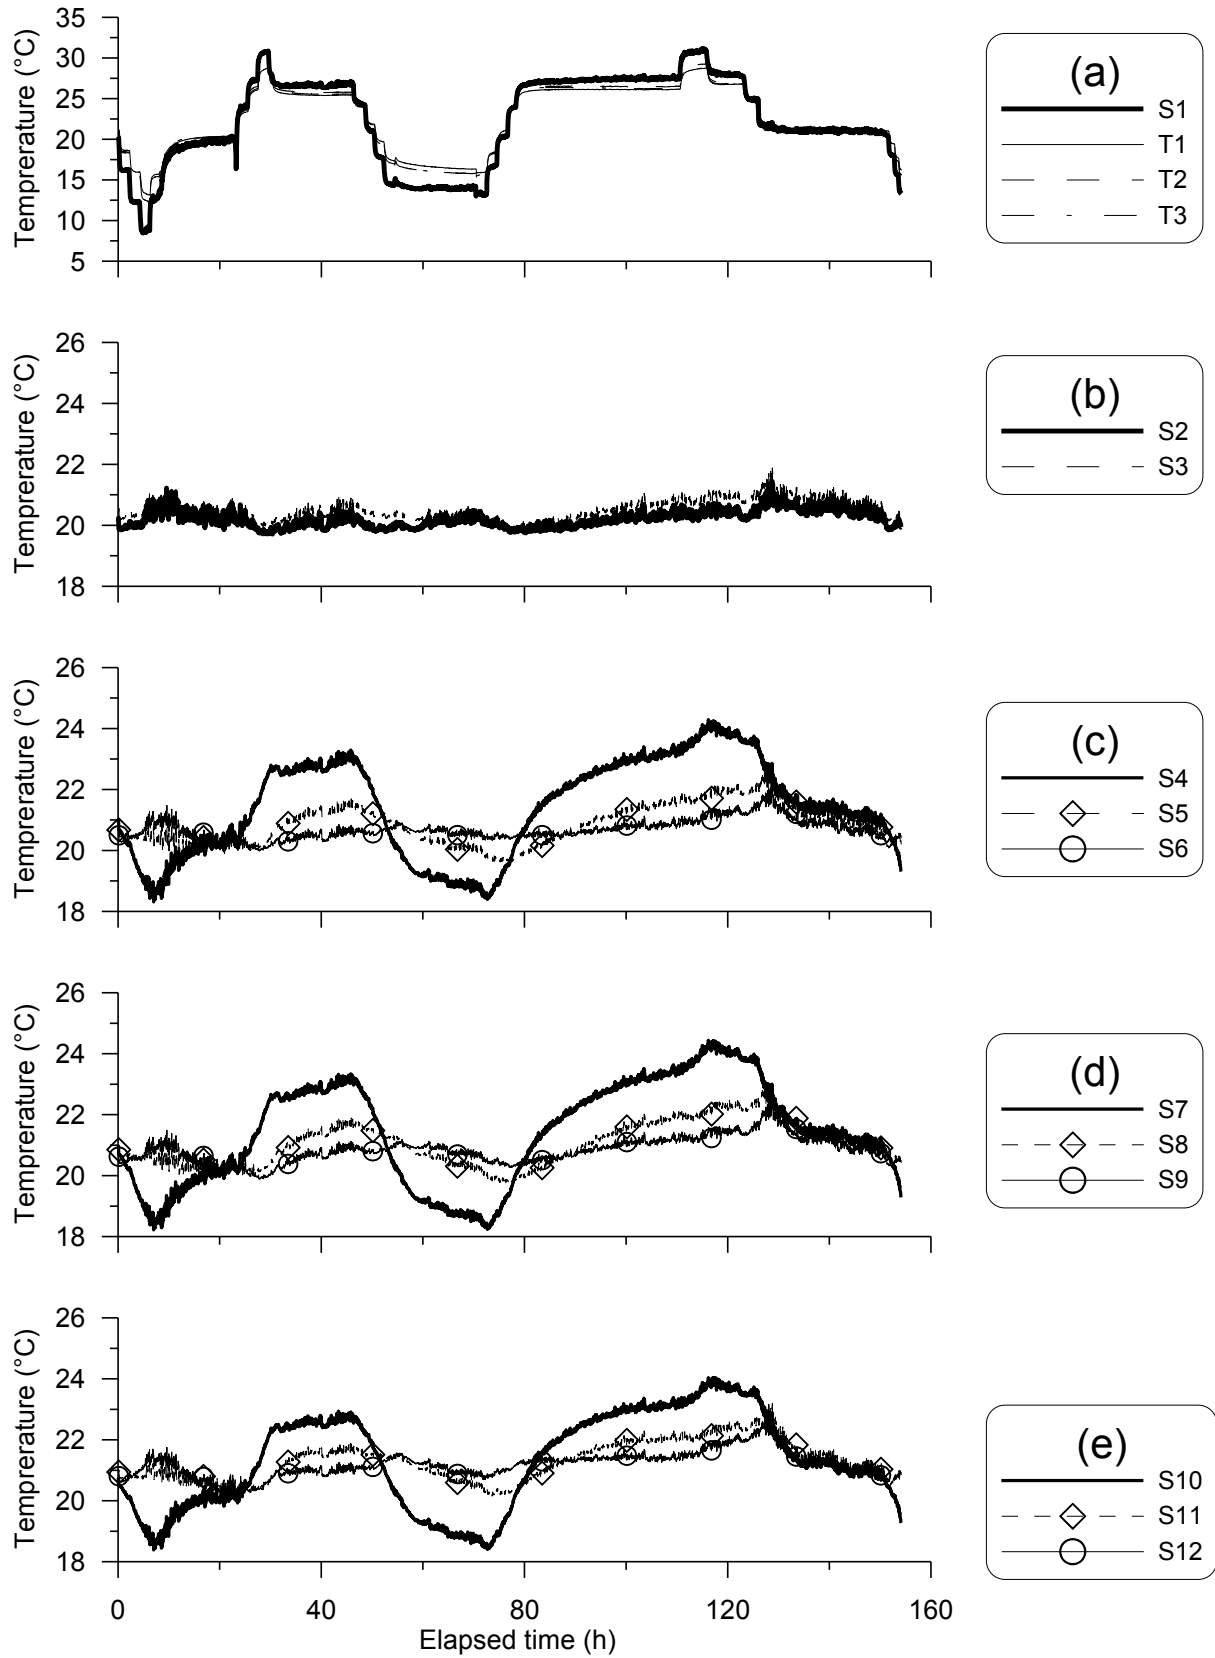 35
30
25
20
15
10
5
Temprerature (°C)
(a)
S1
T1
T2
T3
26
24
22
20
18
Temprerature (°C)
(b)
S2
S3
26
24
22
20
18
Temprerature (°C)
(c)
S4
S5
S6
26
24
22
20
18
Temprerature (°C)
(d)
S7
S8
S9
26
24
22
20
18
Temprerature (°C)
(e)
S10
S11
S12
0 40 80 120 160
Elapsed time (h)